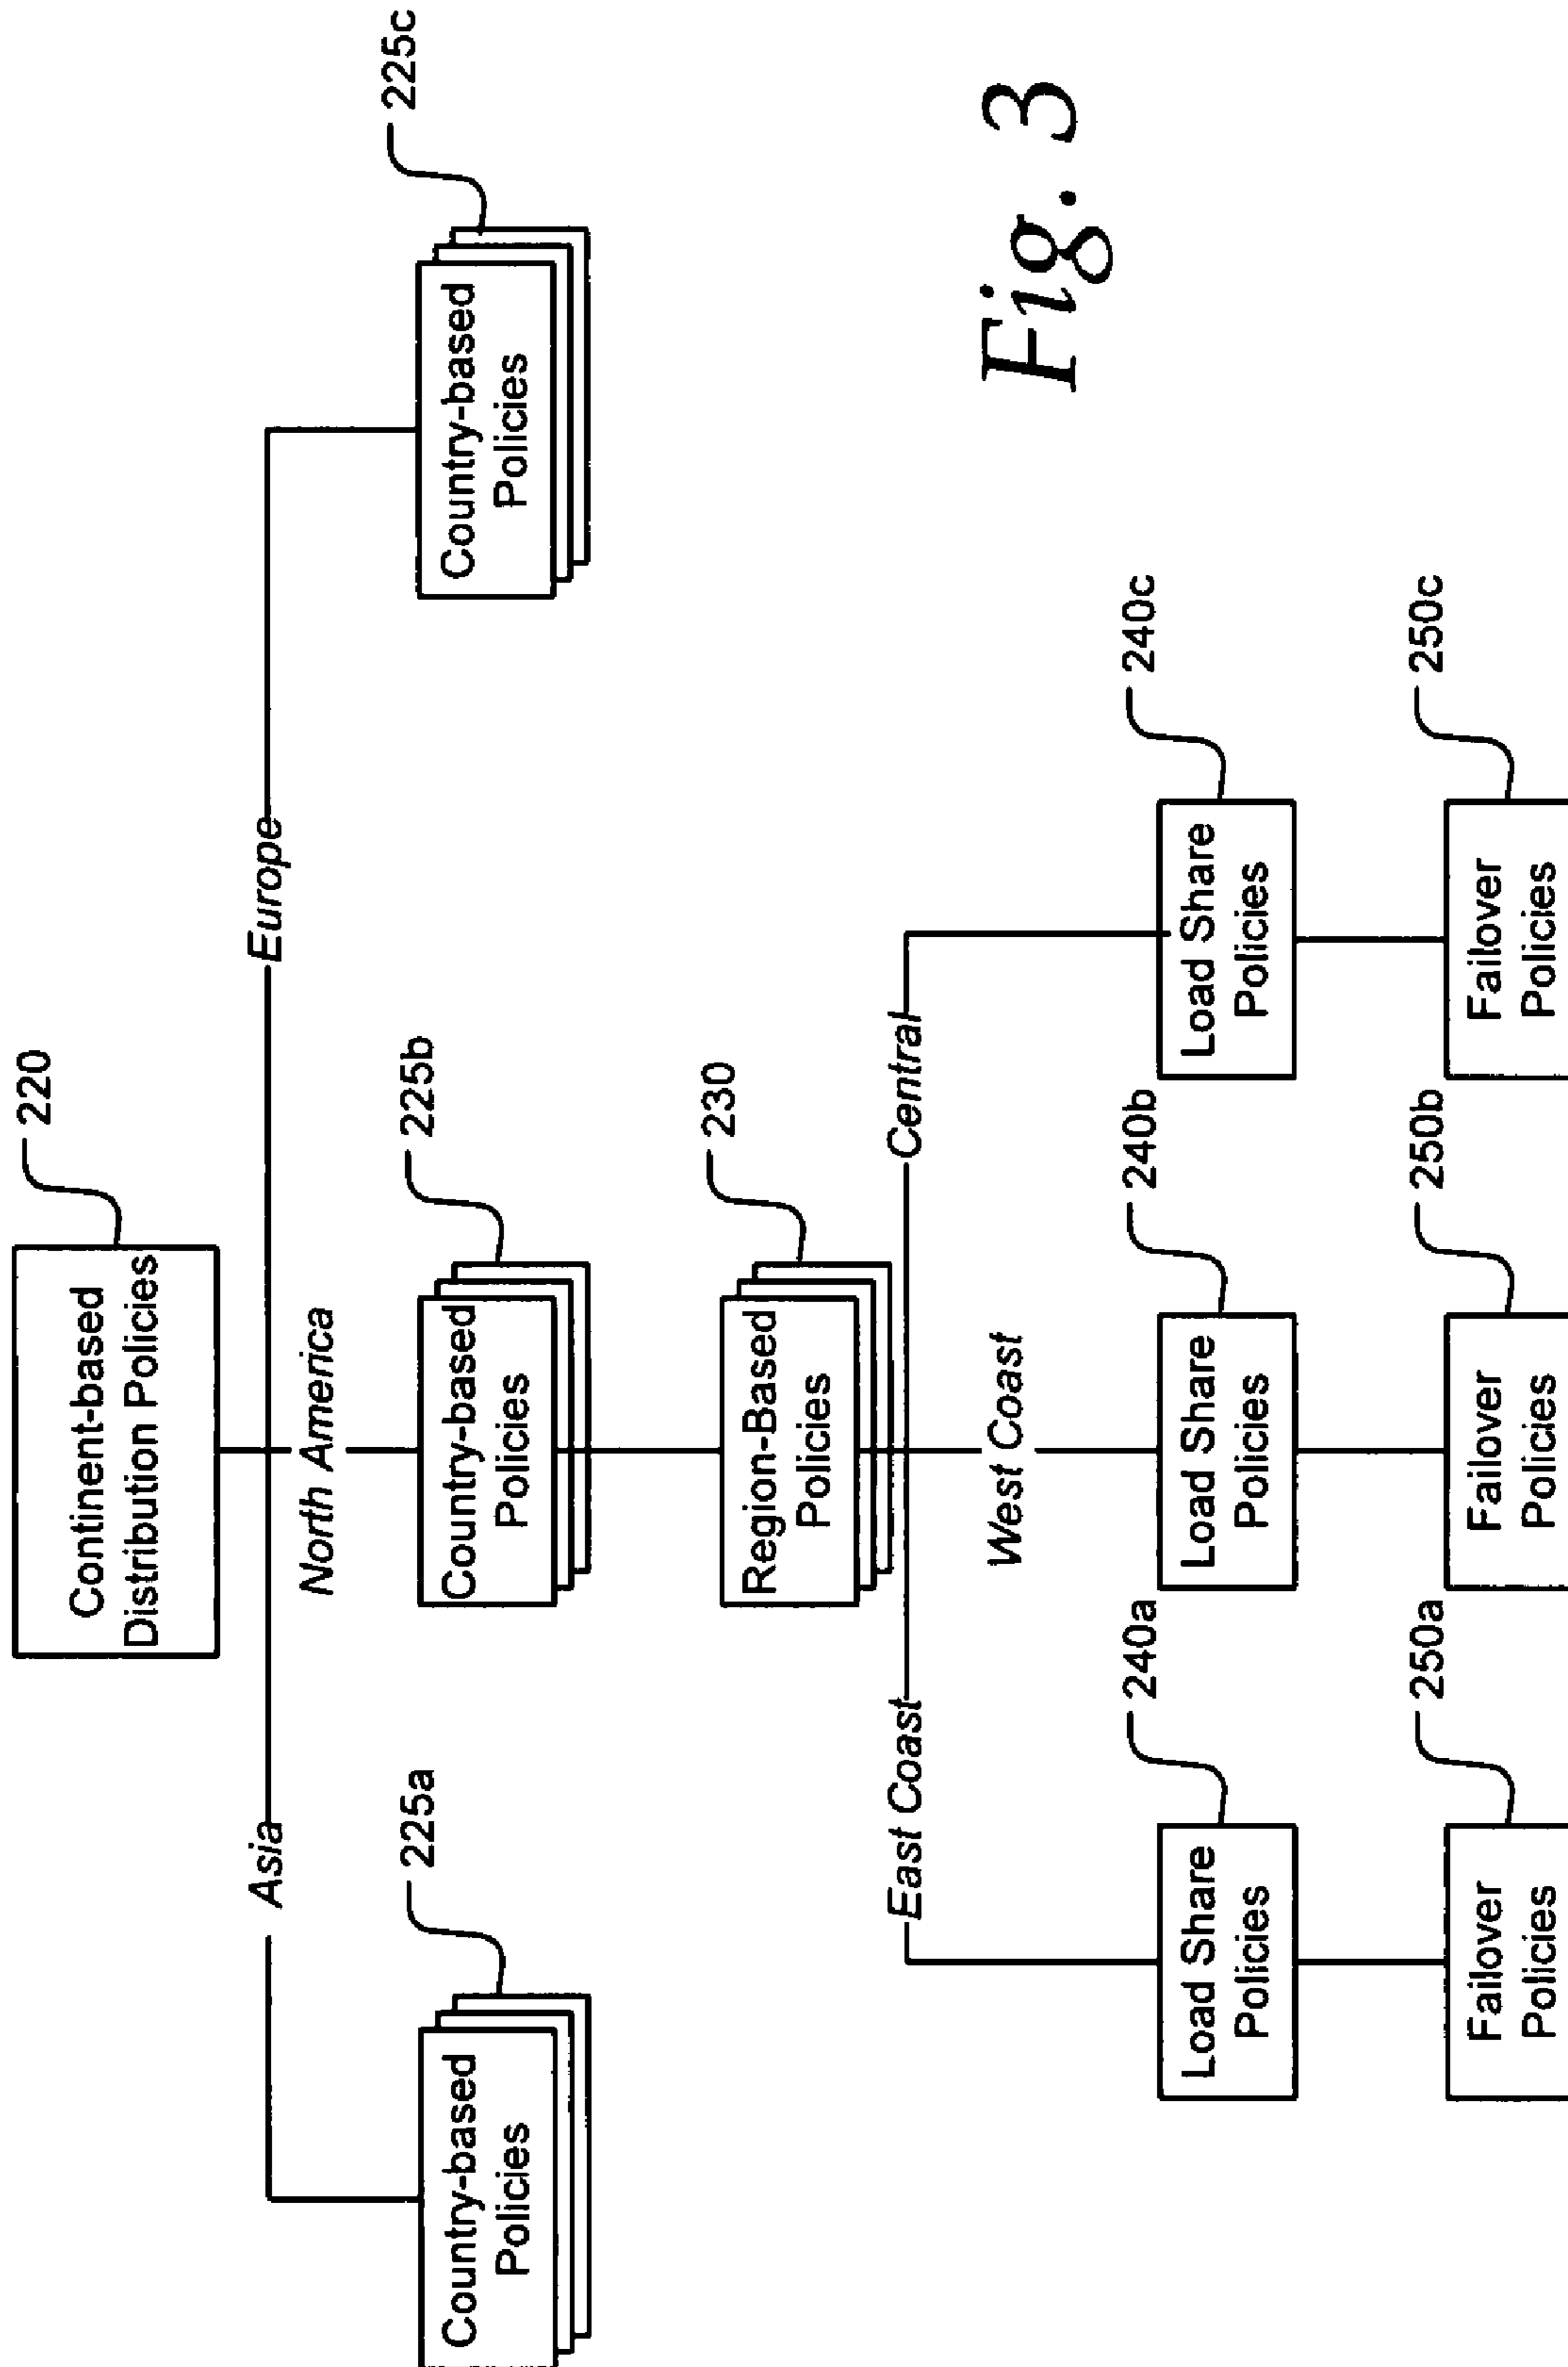 220
Continent-based
Distribution Policies
Asia
North America
Europe
225a
Country-based
Policies
225b
Country-based
Policies
225c
Country-based
Policies
230
Region-Based
Policies
East Coast
West Coast
Central
240a
Load Share
Policies
240b
Load Share
Policies
240c
Load Share
Policies
250a
Failover
Policies
250b
Failover
Policies
250c
Failover
Policies
Fig. 3